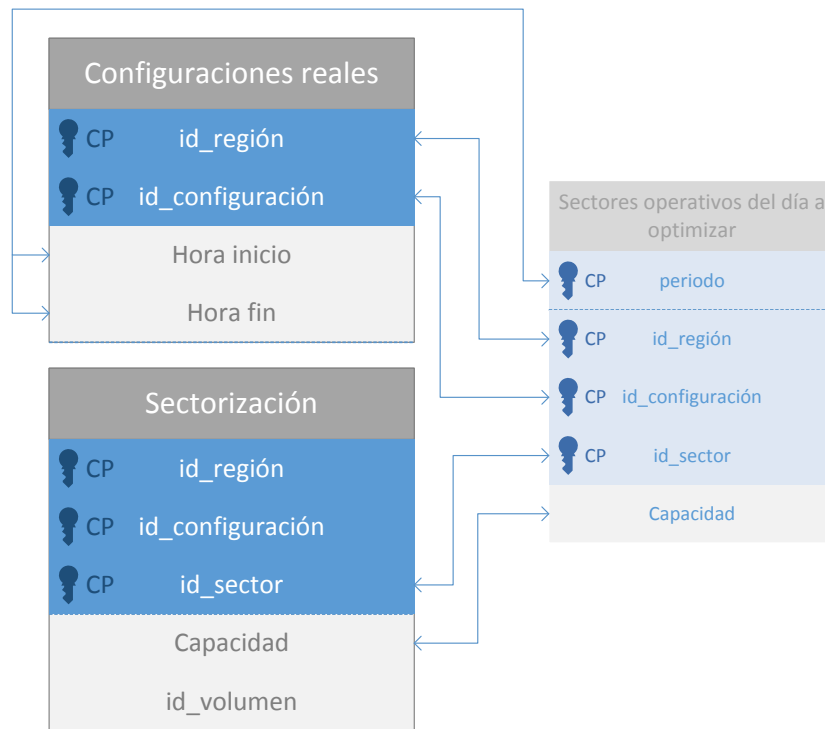 Configuraciones reales
CP id_región
CP id_configuración
Hora inicio
Hora fin
Sectorización
CP id_región
CP id_configuración
CP id_sector
Capacidad
id_volumen
Sectores operativos del día a
optimizar
CP periodo
CP id_región
CP id_configuración
CP id_sector
Capacidad